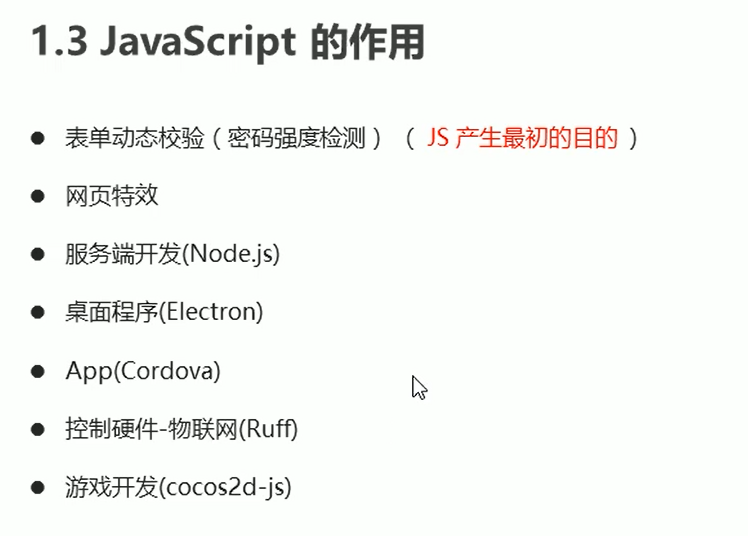 1.3 JavaScript 的作用
● 表单动态校验（密码强度检测）（ JS 产生最初的目的 ）
● 网页特效
● 服务端开发(Node.js)
● 桌面程序(Electron)
● App(Cordova)
● 控制硬件-物联网(Ruff)
● 游戏开发(cocos2d-js)